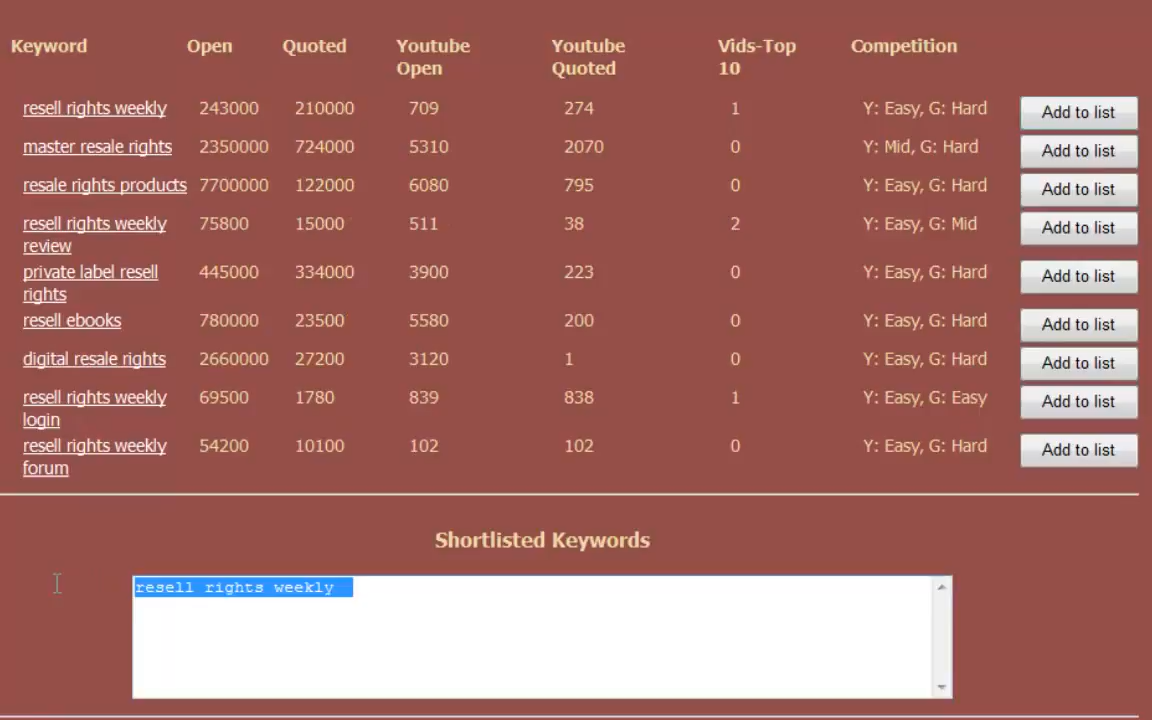 Keyword Open Quoted Youtube Open Youtube Quoted Vids-Top 10 Competition
resell rights weekly 243000 210000 709 274 1 Y: Easy, G: Hard Add to list
master resale rights 2350000 724000 5310 2070 0 Y: Mid, G: Hard Add to list
resale rights products 7700000 122000 6080 795 0 Y: Easy, G: Hard Add to list
resell rights weekly review 75800 15000 511 38 2 Y: Easy, G: Mid Add to list
private label resell rights 445000 334000 3900 223 0 Y: Easy, G: Hard Add to list
resell ebooks 780000 23500 5580 200 0 Y: Easy, G: Hard Add to list
digital resale rights 2660000 27200 3120 1 0 Y: Easy, G: Hard Add to list
resell rights weekly login 69500 1780 839 838 1 Y: Easy, G: Easy Add to list
resell rights weekly forum 54200 10100 102 102 0 Y: Easy, G: Hard Add to list
Shortlisted Keywords
resell rights weekly